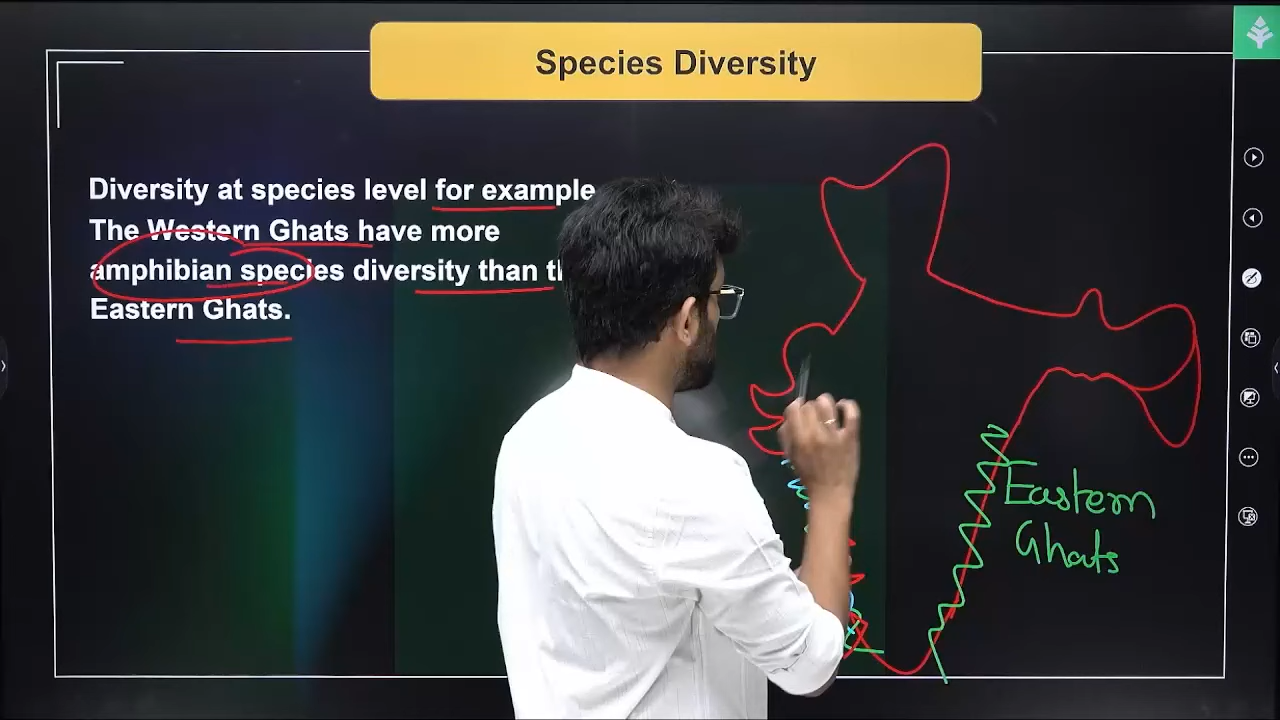 Species Diversity
Diversity at species level for example
The Western Ghats have more
amphibian species diversity than
Eastern Ghats.
Eastern
Ghats